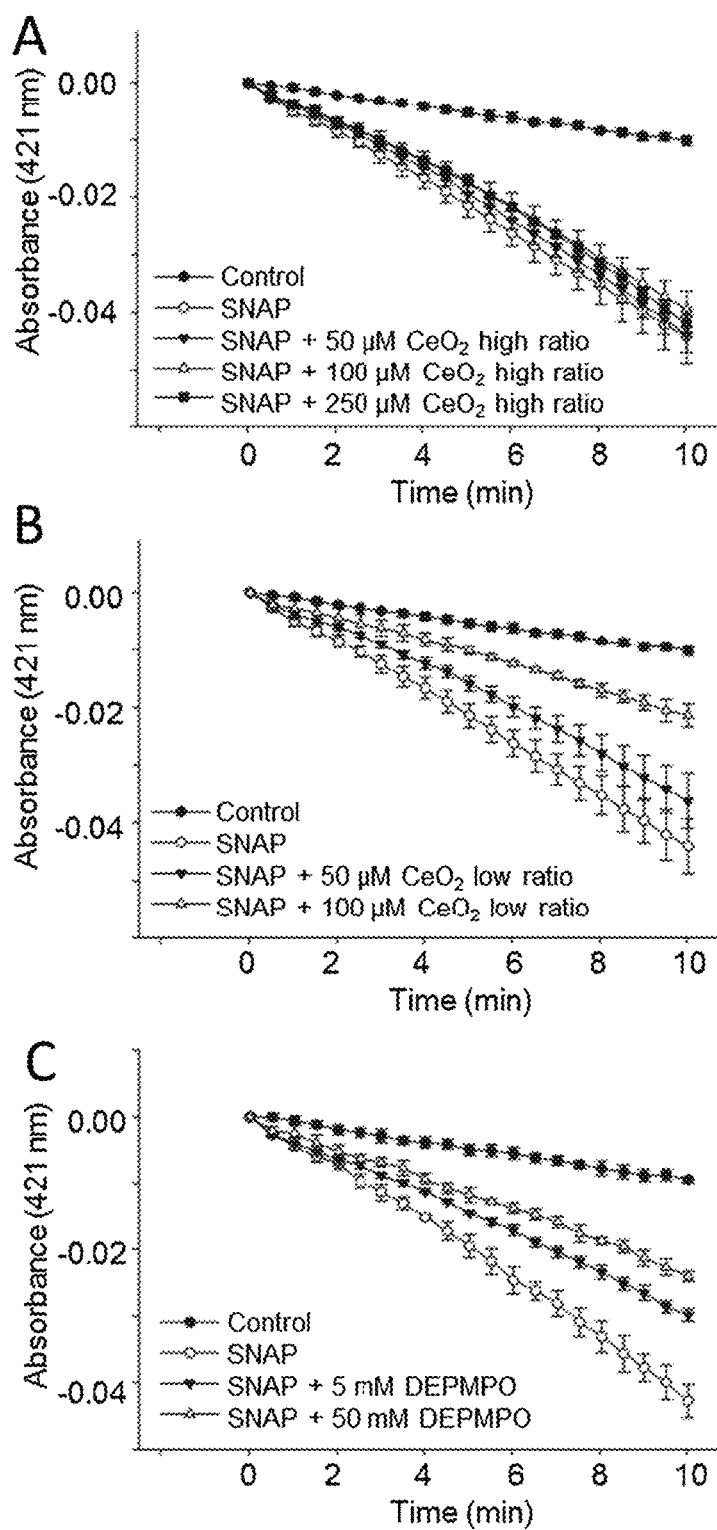 A
Absorbance (421 nm)
0.00
-0.02
-0.04
Control
SNAP
SNAP + 50 µM CeO₂ high ratio
SNAP + 100 µM CeO₂ high ratio
SNAP + 250 µM CeO₂ high ratio
0 2 4 6 8 10
Time (min)
B
Absorbance (421 nm)
0.00
-0.02
-0.04
Control
SNAP
SNAP + 50 µM CeO₂ low ratio
SNAP + 100 µM CeO₂ low ratio
0 2 4 6 8 10
Time (min)
C
Absorbance (421 nm)
0.00
-0.02
-0.04
Control
SNAP
SNAP + 5 mM DEPMPO
SNAP + 50 mM DEPMPO
0 2 4 6 8 10
Time (min)